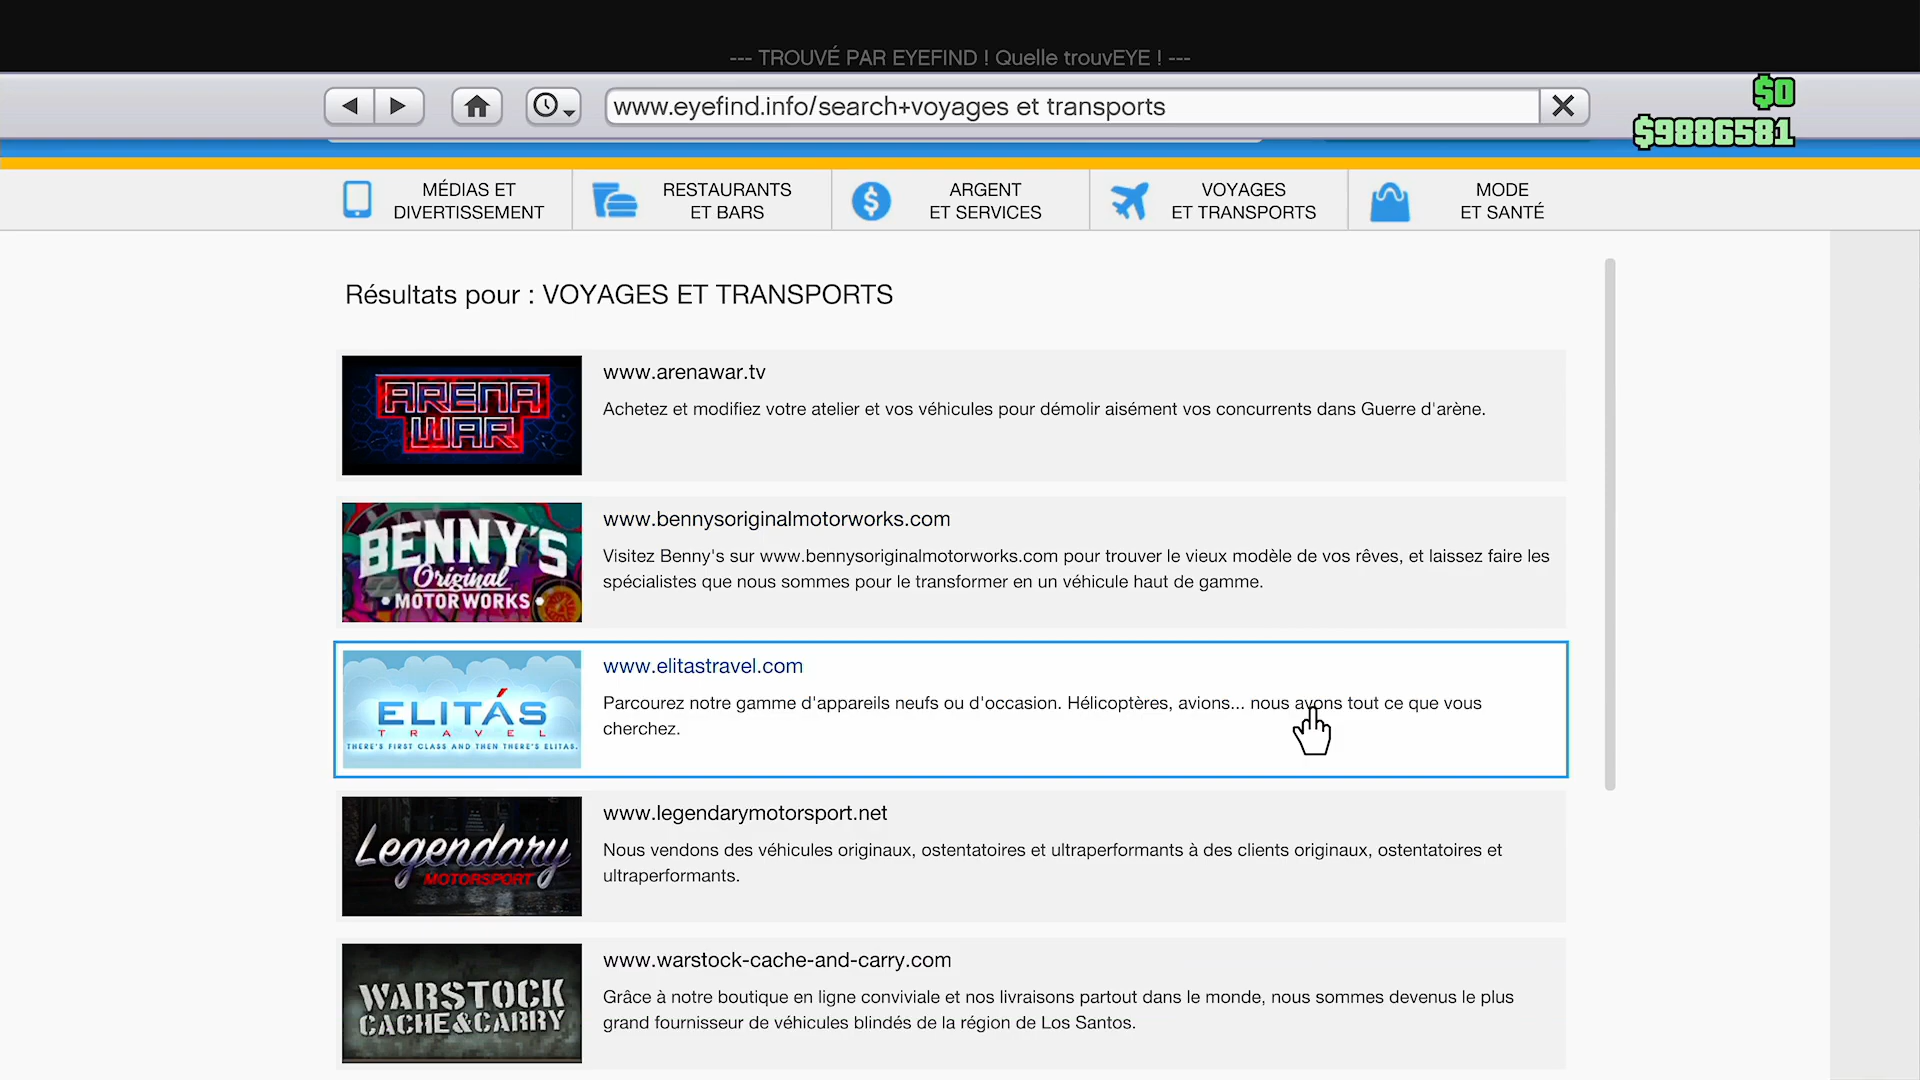 --- TROUVÉ PAR EYEFIND ! Quelle trouvEYE ! ---
www.eyefind.info/search+voyages et transports
$0
$9886581
MÉDIAS ET
DIVERTISSEMENT
RESTAURANTS
ET BARS
ARGENT
ET SERVICES
VOYAGES
ET TRANSPORTS
MODE
ET SANTÉ
Résultats pour : VOYAGES ET TRANSPORTS
ARENA
WAR
www.arenawar.tv
Achetez et modifiez votre atelier et vos véhicules pour démolir aisément vos concurrents dans Guerre d'arène.
BENNY'S
Original
MOTORWORKS
www.bennysoriginalmotorworks.com
Visitez Benny's sur www.bennysoriginalmotorworks.com pour trouver le vieux modèle de vos rêves, et laissez faire les
spécialistes que nous sommes pour le transformer en un véhicule haut de gamme.
ELITÁS
TRAVEL
THERE'S FIRST CLASS AND THEN THERE'S ELITAS.
www.elitastravel.com
Parcourez notre gamme d'appareils neufs ou d'occasion. Hélicoptères, avions... nous avons tout ce que vous
cherchez.
Legendary
MOTORSPORT
www.legendarymotorsport.net
Nous vendons des véhicules originaux, ostentatoires et ultraperformants à des clients originaux, ostentatoires et
ultraperformants.
WARSTOCK
CACHE&CARRY
www.warstock-cache-and-carry.com
Grâce à notre boutique en ligne conviviale et nos livraisons partout dans le monde, nous sommes devenus le plus
grand fournisseur de véhicules blindés de la région de Los Santos.